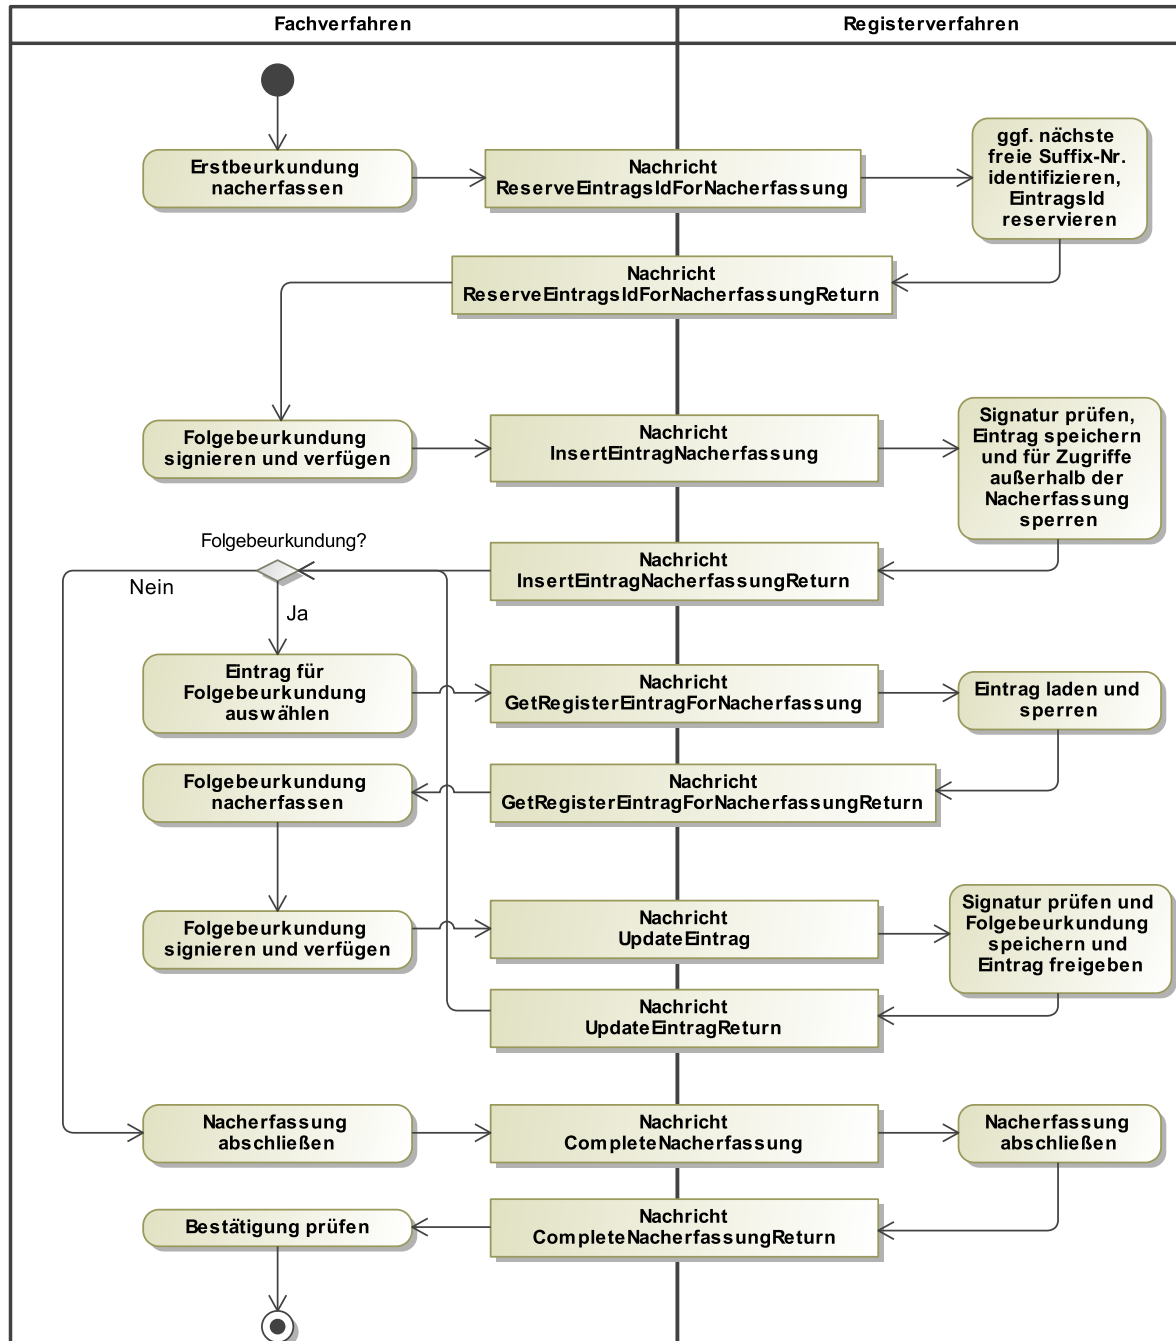 Fachverfahren
Registerverfahren
Erstbeurkundung
nacherfassen
Nachricht
ReserveEintragsIdForNacherfassung
ggf. nächste
freie Suffix-Nr.
identifizieren,
EintragsId
reservieren
Nachricht
ReserveEintragsIdForNacherfassungReturn
Folgebeurkundung
signieren und verfügen
Nachricht
InsertEintragNacherfassung
Signatur prüfen,
Eintrag speichern
und für Zugriffe
außerhalb der
Nacherfassung
sperren
Nachricht
InsertEintragNacherfassungReturn
Folgebeurkundung?
Nein
Ja
Eintrag für
Folgebeurkundung
auswählen
Nachricht
GetRegisterEintragForNacherfassung
Eintrag laden und
sperren
Nachricht
GetRegisterEintragForNacherfassungReturn
Folgebeurkundung
nacherfassen
Folgebeurkundung
signieren und verfügen
Nachricht
UpdateEintrag
Signatur prüfen und
Folgebeurkundung
speichern und
Eintrag freigeben
Nachricht
UpdateEintragReturn
Nacherfassung
abschließen
Nachricht
CompleteNacherfassung
Nacherfassung
abschließen
Nachricht
CompleteNacherfassungReturn
Bestätigung prüfen